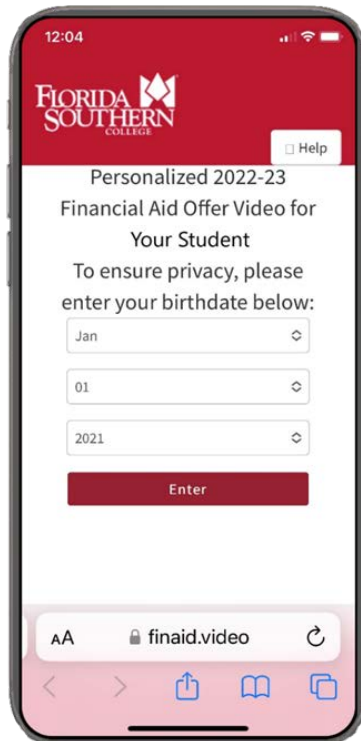 12:04
FLORIDA
SOUTHERN
COLLEGE
Help
Personalized 2022-23
Financial Aid Offer Video for
Your Student
To ensure privacy, please
enter your birthdate below:
Jan
01
2021
Enter
AA finaid.video